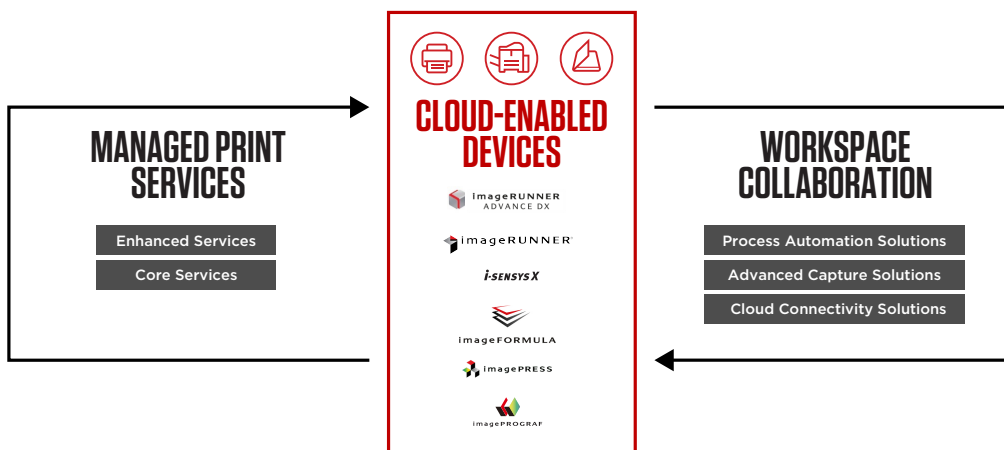 MANAGED PRINT
SERVICES
Enhanced Services
Core Services
CLOUD-ENABLED
DEVICES
imageRUNNER
ADVANCE DX
imageRUNNER
i-SENSYS X
imageFORMULA
imagePRESS
imagePROGRAF
WORKSPACE
COLLABORATION
Process Automation Solutions
Advanced Capture Solutions
Cloud Connectivity Solutions